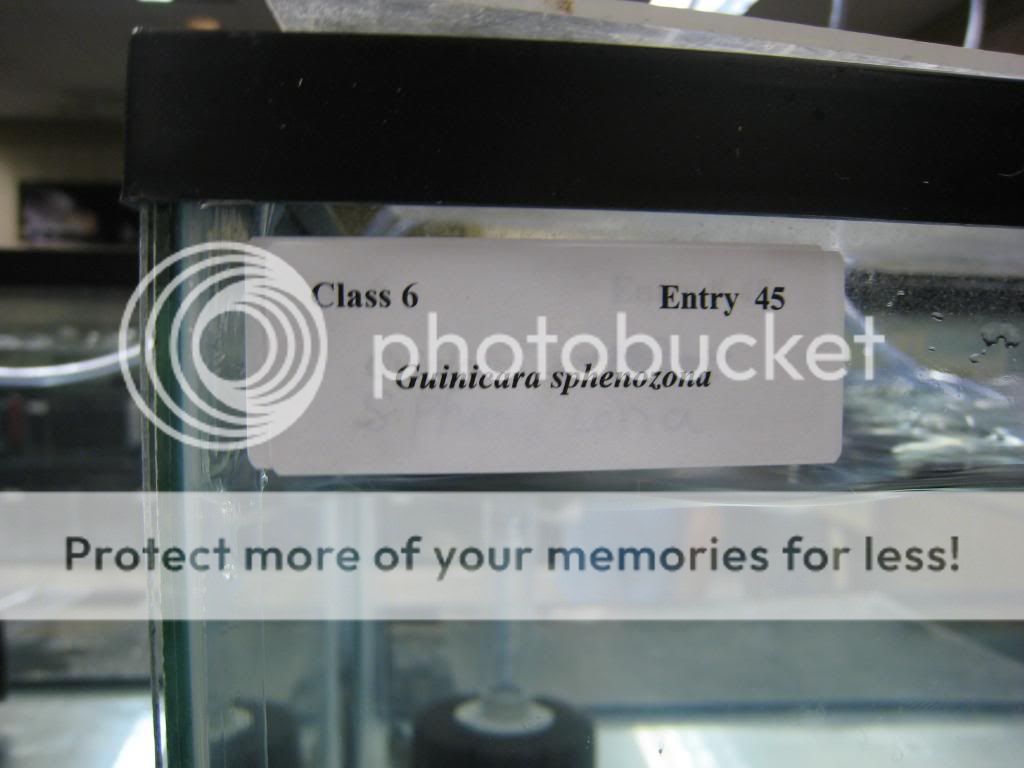 Class 6 Entry 45
photobucket
Guinicara sphenozona
Protect more of your memories for less!